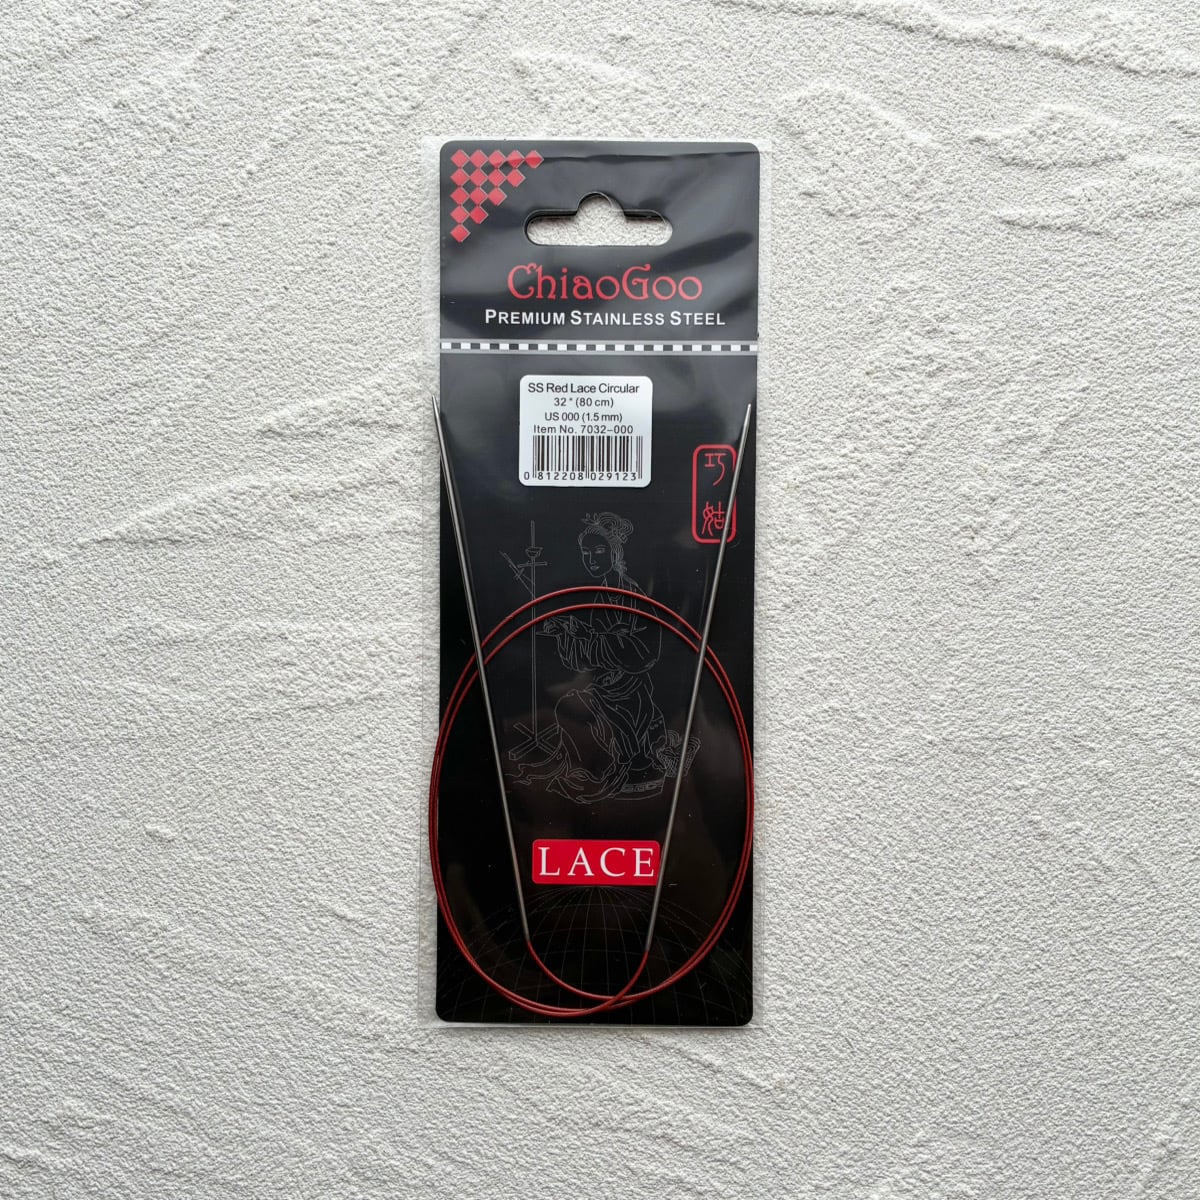 ChiaoGoo
PREMIUM STAINLESS STEEL
SS Red Lace Circular
32 " (80 cm)
US 000 (1.5 mm)
Item No. 7032-000
0 812208 029123
巧
姑
LACE